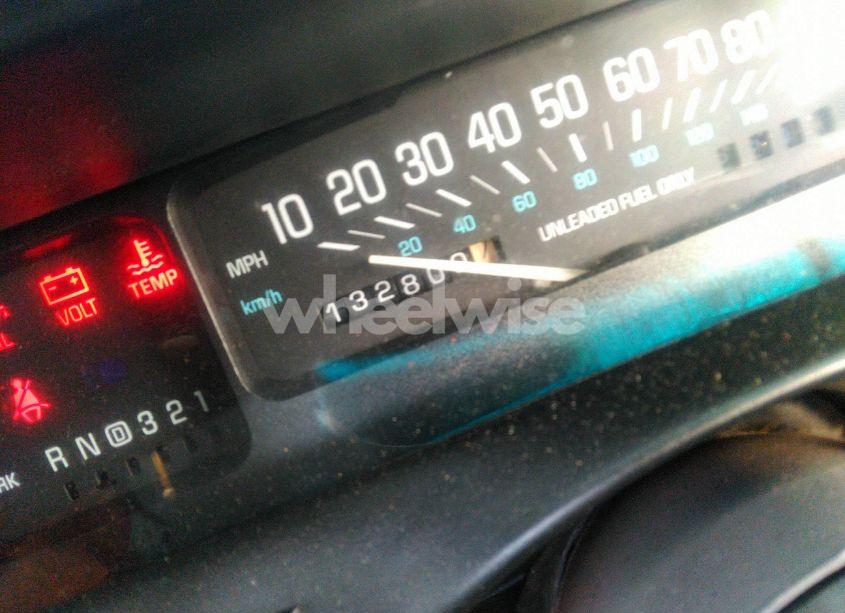 10 20 30 40 50 60 70 80
MPH
20 40 60 80 100
km/h
UNLEADED FUEL ONLY
132800
VOLT
TEMP
R N D 3 2 1
wheelwise